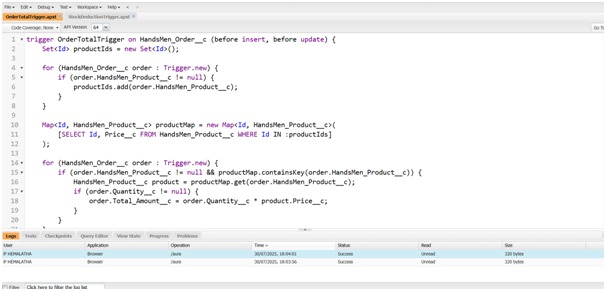 File Edit Debug Test Workspace Help < >
OrderTotalTrigger.apxt StockDeductionTrigger.apxt
Code Coverage: None API Version: 64 Go To
1 trigger OrderTotalTrigger on HandsMen_Order__c (before insert, before update) {
2 Set<Id> productIds = new Set<Id>();
3
4 for (HandsMen_Order__c order : Trigger.new) {
5 if (order.HandsMen_Product__c != null) {
6 productIds.add(order.HandsMen_Product__c);
7 }
8 }
9
10 Map<Id, HandsMen_Product__c> productMap = new Map<Id, HandsMen_Product__c>(
11 [SELECT Id, Price__c FROM HandsMen_Product__c WHERE Id IN :productIds]
12 );
13
14 for (HandsMen_Order__c order : Trigger.new) {
15 if (order.HandsMen_Product__c != null && productMap.containsKey(order.HandsMen_Product__c)) {
16 HandsMen_Product__c product = productMap.get(order.HandsMen_Product__c);
17 if (order.Quantity__c != null) {
18 order.Total_Amount__c = order.Quantity__c * product.Price__c;
19 }
20 }
Logs Tests Checkpoints Query Editor View State Progress Problems
User Application Operation Time Status Read Size
P HEMALATHA Browser /aura 30/07/2025, 18:04:01 Success Unread 320 bytes
P HEMALATHA Browser /aura 30/07/2025, 18:03:56 Success Unread 320 bytes
Filter Click here to filter the log list